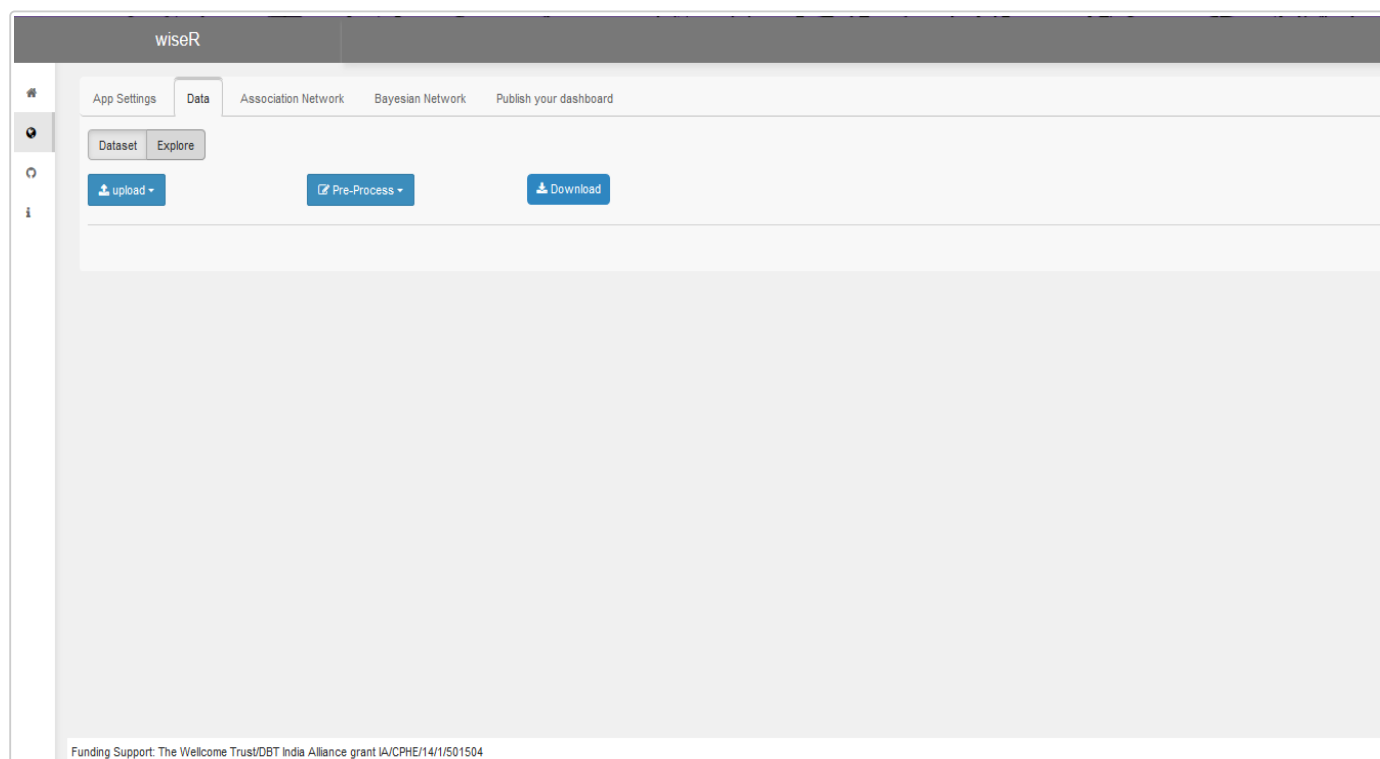 wiseR
App Settings Data Association Network Bayesian Network Publish your dashboard
Dataset Explore
upload Pre-Process Download
Funding Support: The Wellcome Trust/DBT India Alliance grant IA/CPHE/14/1/501504